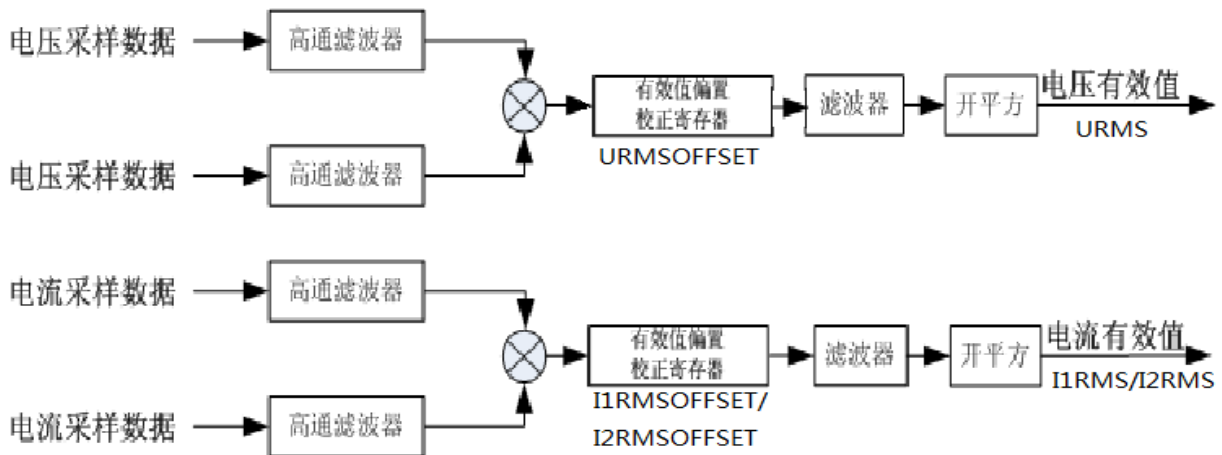 电压采样数据
高通滤波器
有效值偏置
校正寄存器
URMSOFFSET
滤波器
开平方
电压有效值
URMS
电压采样数据
高通滤波器
电流采样数据
高通滤波器
有效值偏置
校正寄存器
I1RMSOFFSET/
I2RMSOFFSET
滤波器
开平方
电流有效值
I1RMS/I2RMS
电流采样数据
高通滤波器